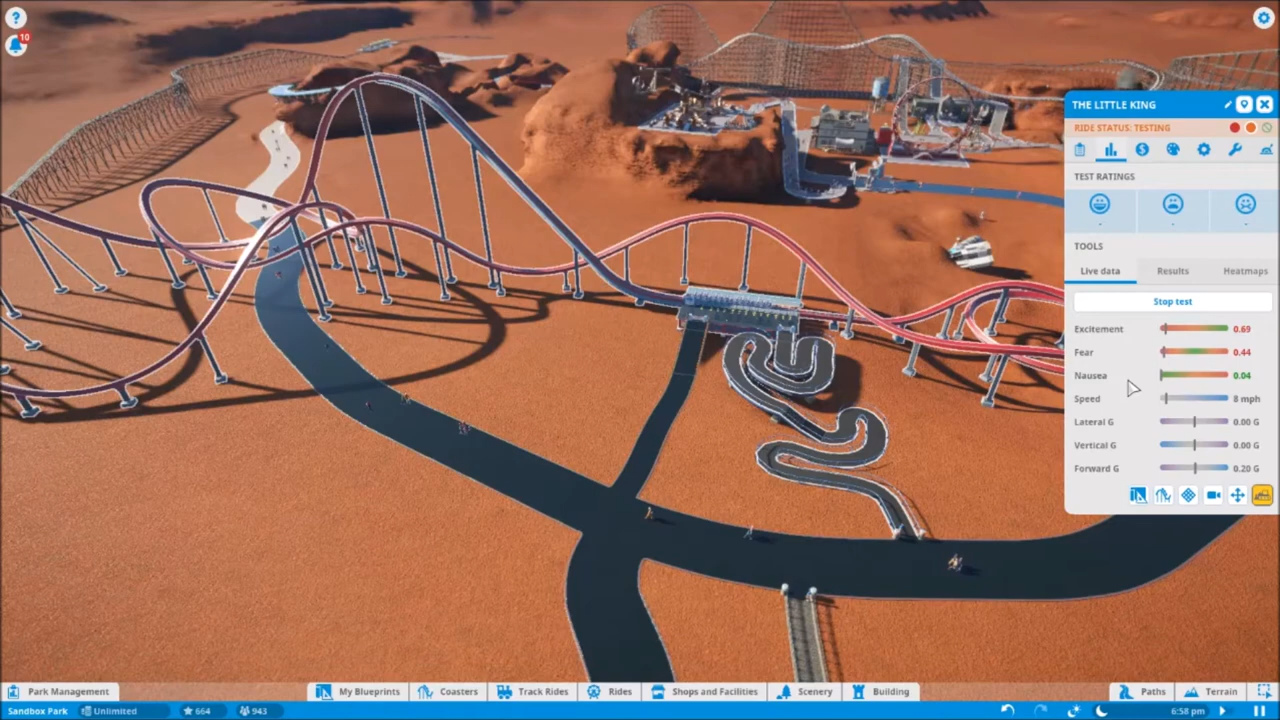 ?
10
THE LITTLE KING
RIDE STATUS: TESTING
TEST RATINGS
- - -
TOOLS
Live data Results Heatmaps
Stop test
Excitement 0.69
Fear 0.44
Nausea 0.04
Speed 8 mph
Lateral G 0.00 G
Vertical G 0.00 G
Forward G 0.20 G
Park Management My Blueprints Coasters Track Rides Rides Shops and Facilities Scenery Building Paths Terrain
Sandbox Park Unlimited 664 943 6:58 pm